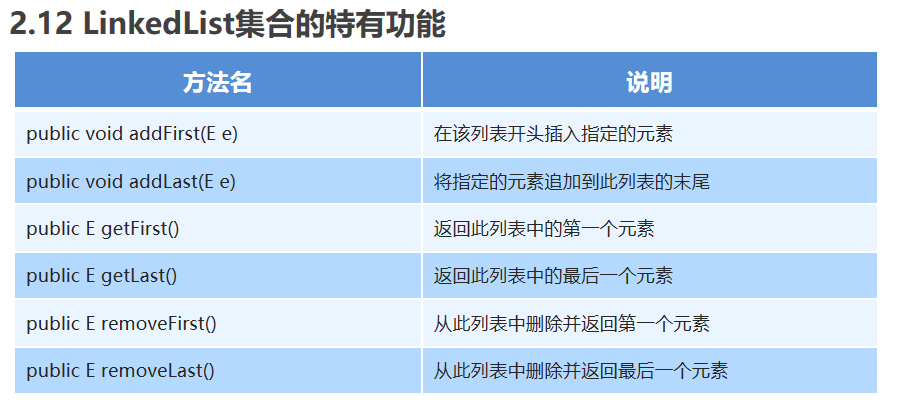 2.12 LinkedList集合的特有功能
方法名 说明
public void addFirst(E e) 在该列表开头插入指定的元素
public void addLast(E e) 将指定的元素追加到此列表的末尾
public E getFirst() 返回此列表中的第一个元素
public E getLast() 返回此列表中的最后一个元素
public E removeFirst() 从此列表中删除并返回第一个元素
public E removeLast() 从此列表中删除并返回最后一个元素